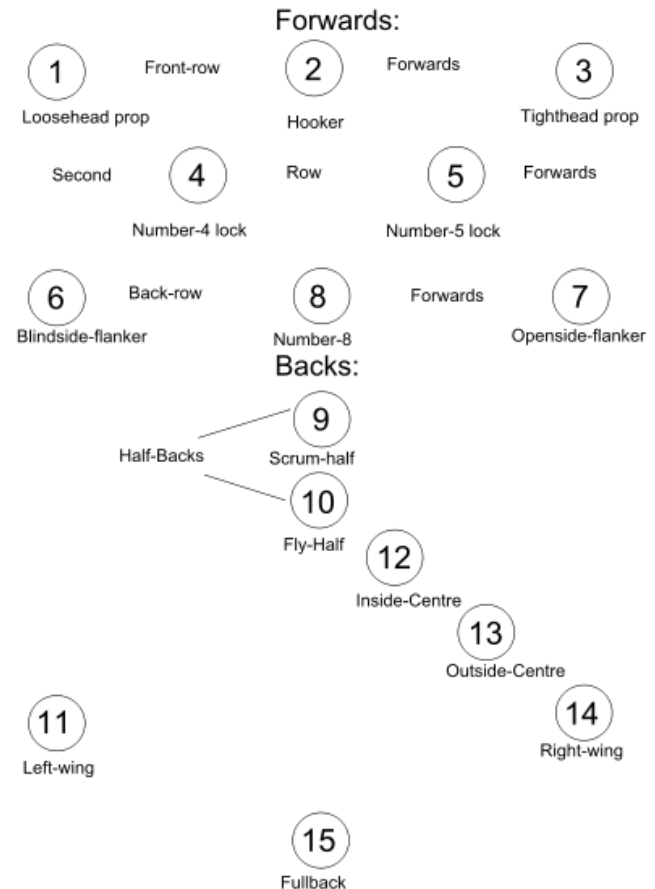 Forwards:
1 Front-row 2 Forwards 3
Loosehead prop Hooker Tighthead prop
Second 4 Row 5 Forwards
Number-4 lock Number-5 lock
6 Back-row 8 Forwards 7
Blindside-flanker Number-8 Openside-flanker
Backs:
9
Half-Backs Scrum-half
10
Fly-Half
12
Inside-Centre
13
Outside-Centre
11 14
Left-wing Right-wing
15
Fullback